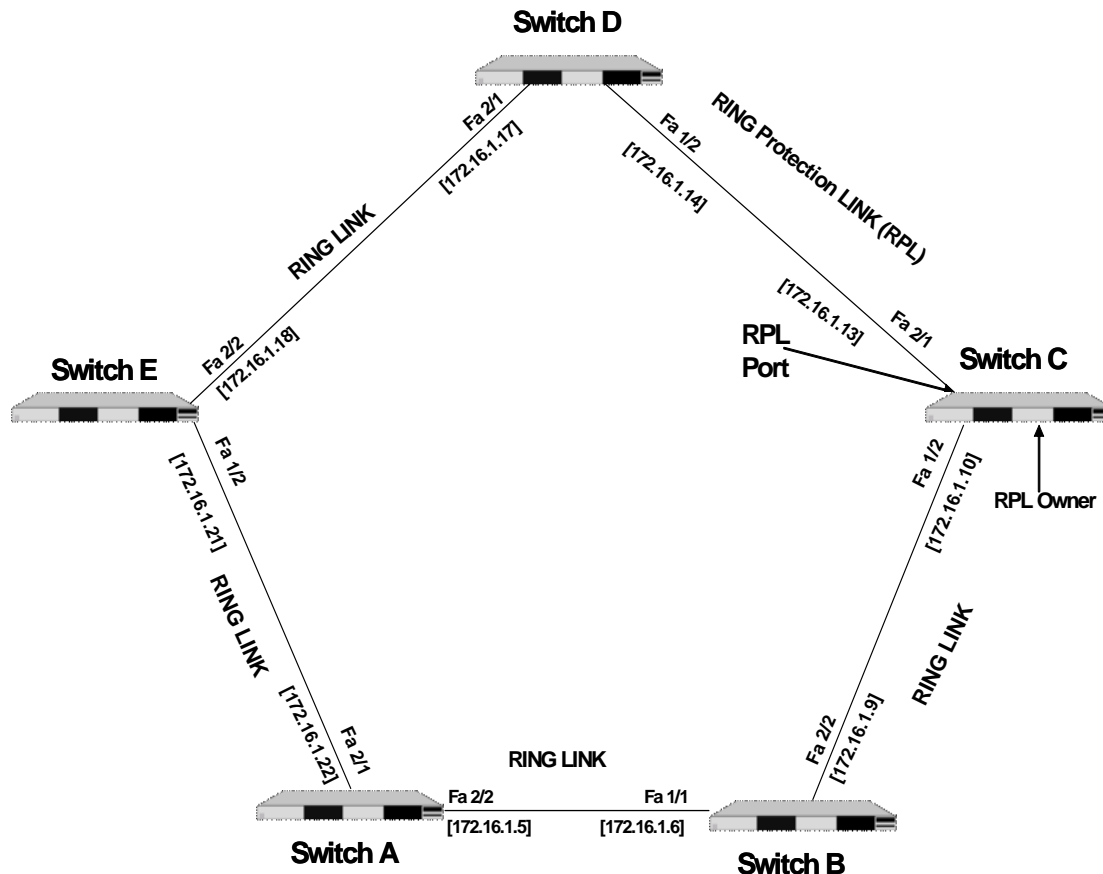 Switch D
Fa 2/1
[172.16.1.17]
Fa 1/2
[172.16.1.14]
RING Protection LINK (RPL)
RING LINK
[172.16.1.13]
Fa 2/1
RPL
Port
Fa 2/2
[172.16.1.18]
Switch E
Switch C
Fa 1/2
[172.16.1.21]
Fa 1/2
[172.16.1.10]
RPL Owner
RING LINK
RING LINK
[172.16.1.22]
Fa 2/1
Fa 2/2
[172.16.1.9]
RING LINK
Fa 2/2
Fa 1/1
[172.16.1.5]
[172.16.1.6]
Switch A
Switch B